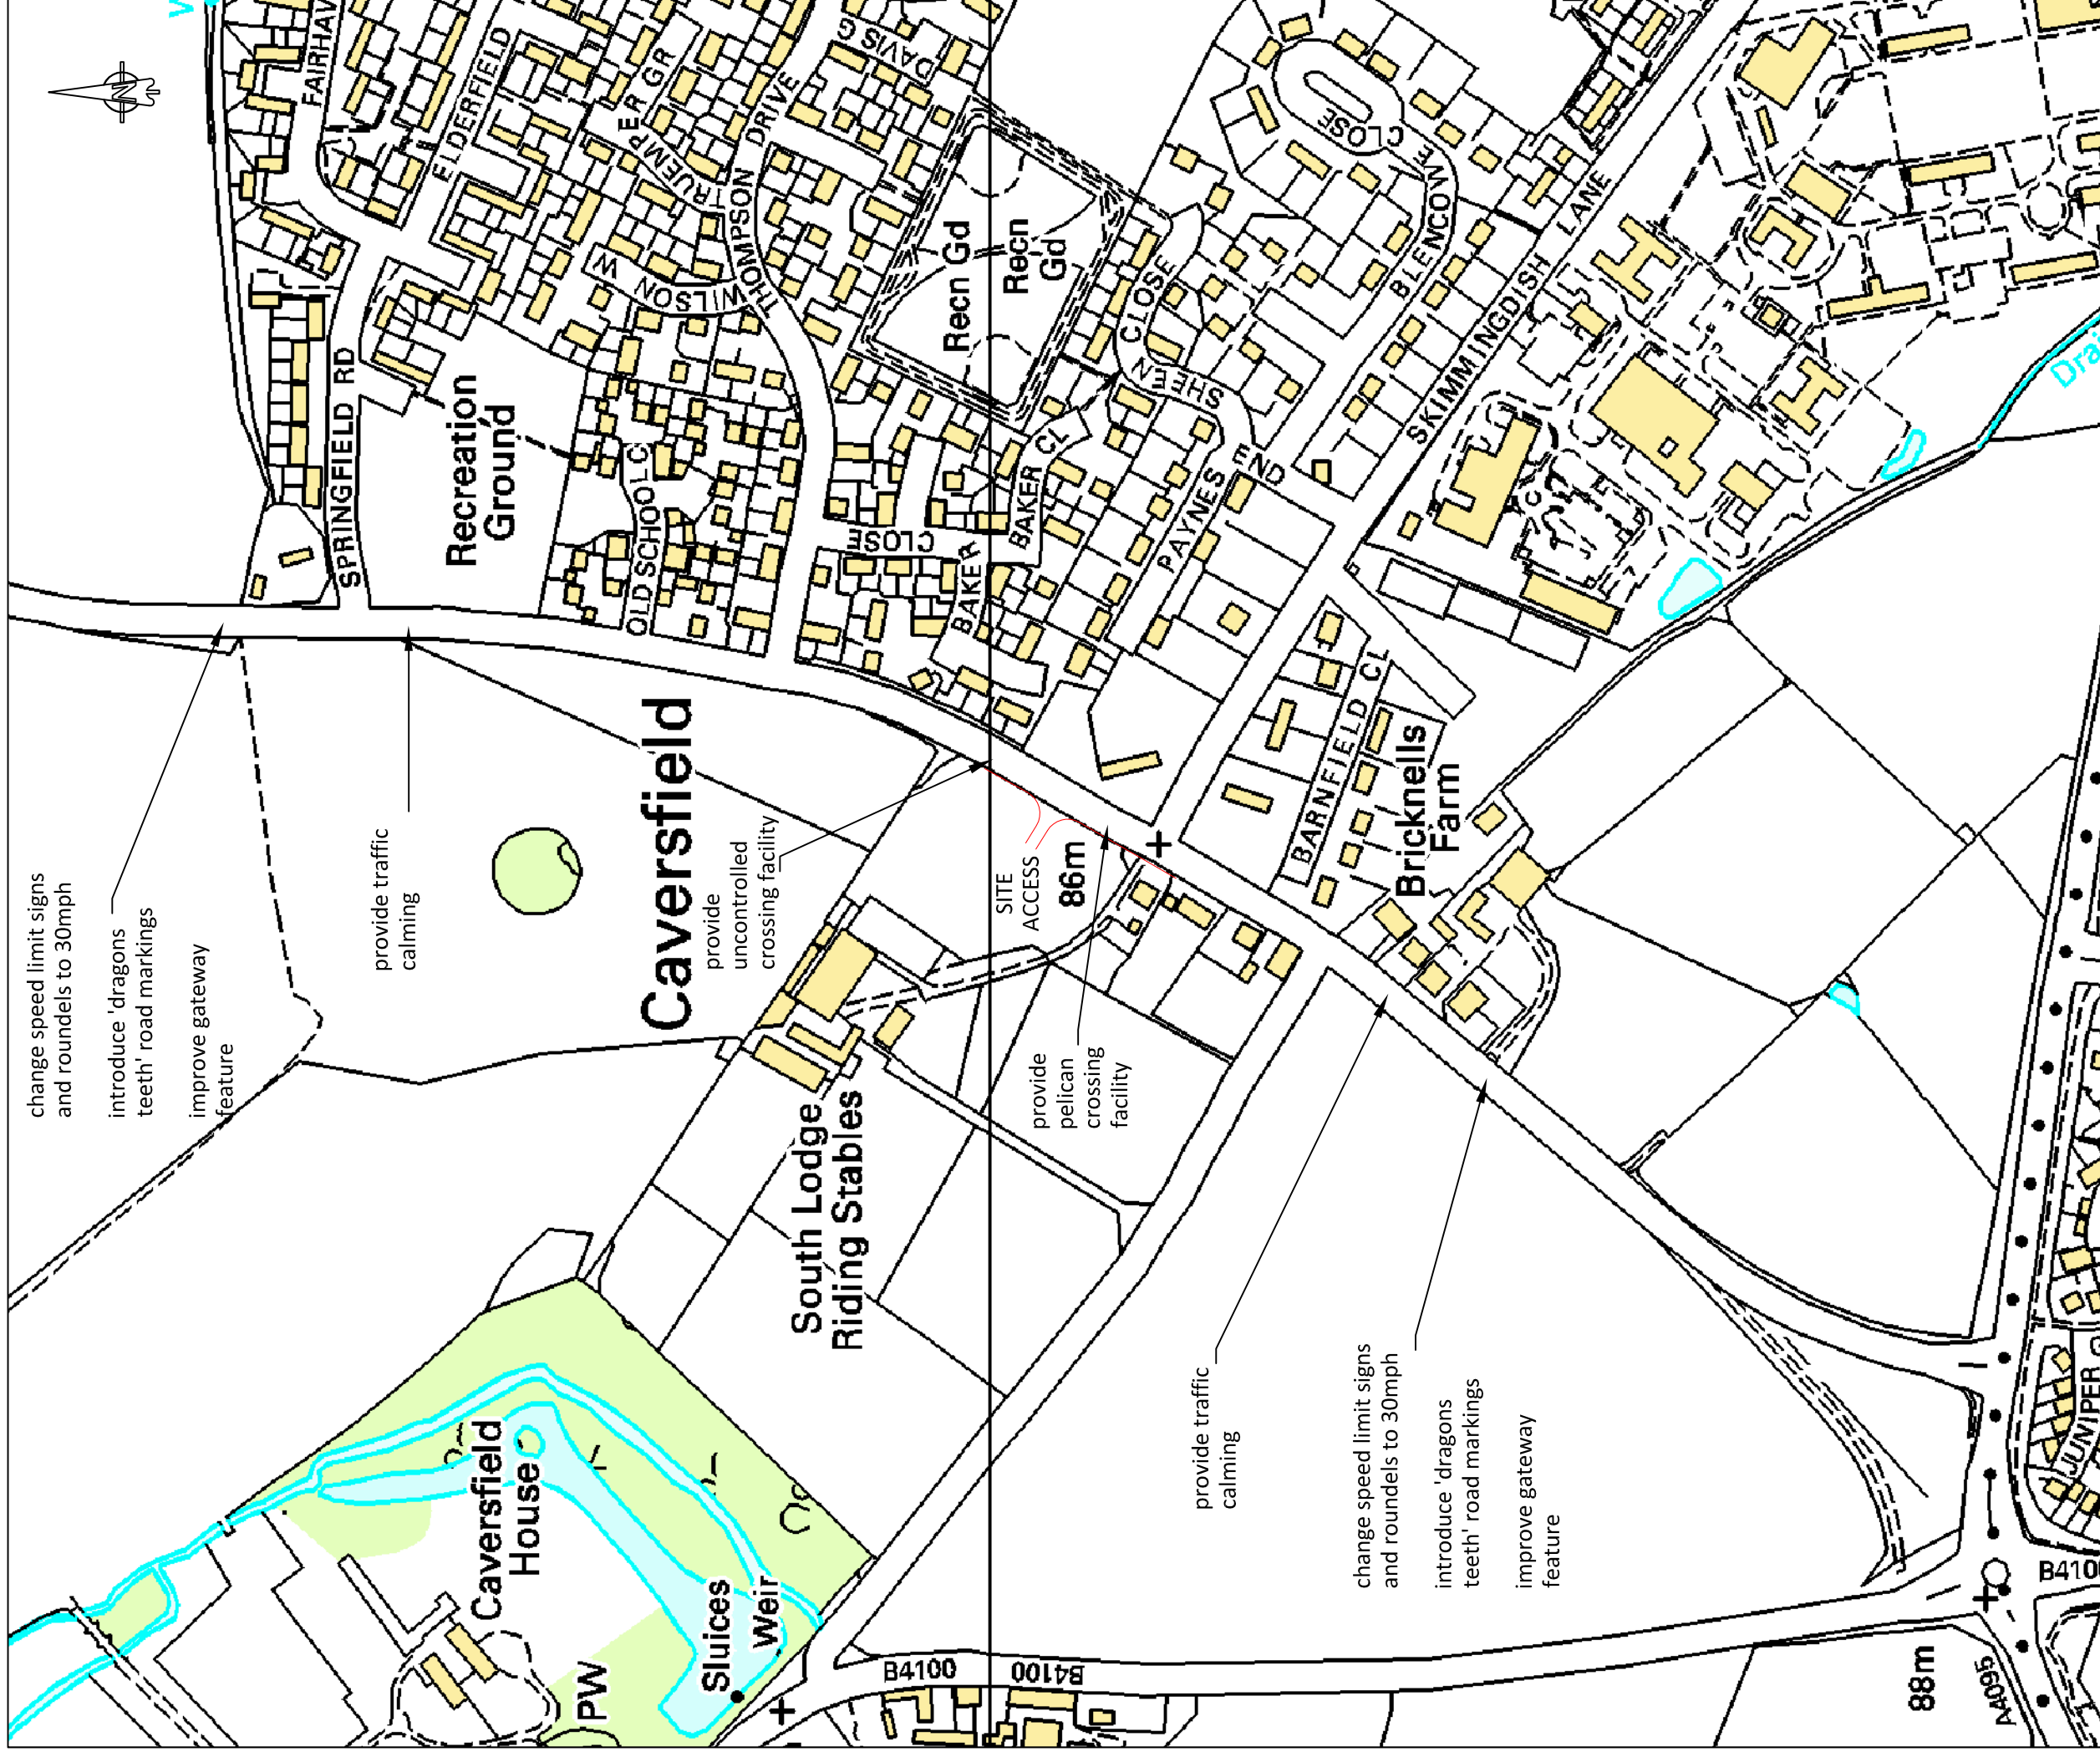 change speed limit signs
and roundels to 30mph
introduce 'dragons
teeth' road markings
improve gateway
feature
provide traffic
calming
Caversfield
provide
uncontrolled
crossing facility
SITE
ACCESS
86m
provide
pelican
crossing
facility
provide traffic
calming
change speed limit signs
and roundels to 30mph
introduce 'dragons
teeth' road markings
improve gateway
feature
South Lodge
Riding Stables
Caversfield
House
Sluices
Weir
PW
B4100
B4100
88m
A4095
Bricknells
Farm
BARNFIELD CL
SPRINGFIELD RD
Recreation
Ground
OLD SCHOOL CL
ELDERFIELD
TRUEMPER GR
THOMPSON DRIVE
WILSON W
Recn Gd
Recn
Gd
BAKER CLOSE
BAKER CL
PAYNES END
SHEEN CLOSE
BLENCOWE CLOSE
SKIMMINGDISH LANE
N